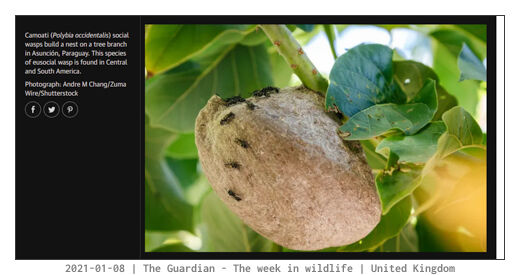 Camoati (Polybia occidentalis) social
wasps build a nest on a tree branch
in Asunción, Paraguay. This species
of eusocial wasp is found in Central
and South America.
Photograph: Andre M Chang/Zuma
Wire/Shutterstock
2021-01-08 | The Guardian - The week in wildlife | United Kingdom